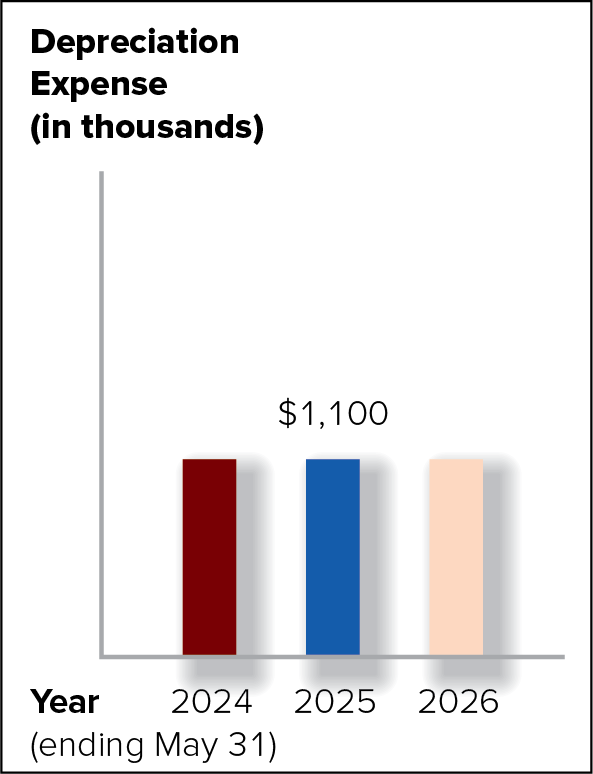 Depreciation
Expense
(in thousands)
$1,100
Year 2024 2025 2026
(ending May 31)